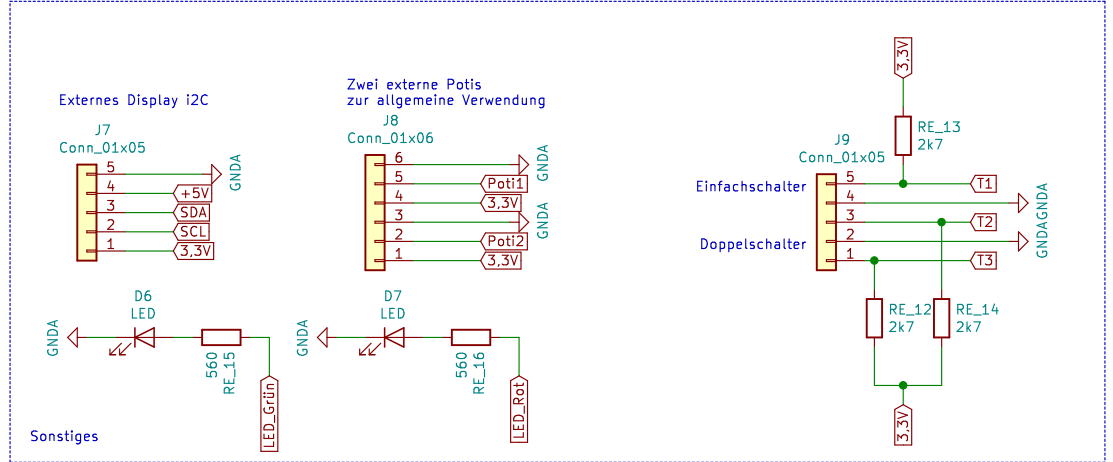 Externes Display i2C
J7
Conn_01x05
5
4
3
2
1
GNDA
+5V
SDA
SCL
3,3V
Zwei externe Potis
zur allgemeine Verwendung
J8
Conn_01x06
6
5
4
3
2
1
GNDA
Poti1
3,3V
GNDA
Poti2
3,3V
3,3V
RE_13
2k7
J9
Conn_01x05
Einfachschalter
Doppelschalter
5
4
3
2
1
T1
GNDA
T2
GNDA
T3
RE_12
2k7
RE_14
2k7
3,3V
D6
LED
GNDA
560
RE_15
LED_Grün
D7
LED
GNDA
560
RE_16
LED_Rot
Sonstiges